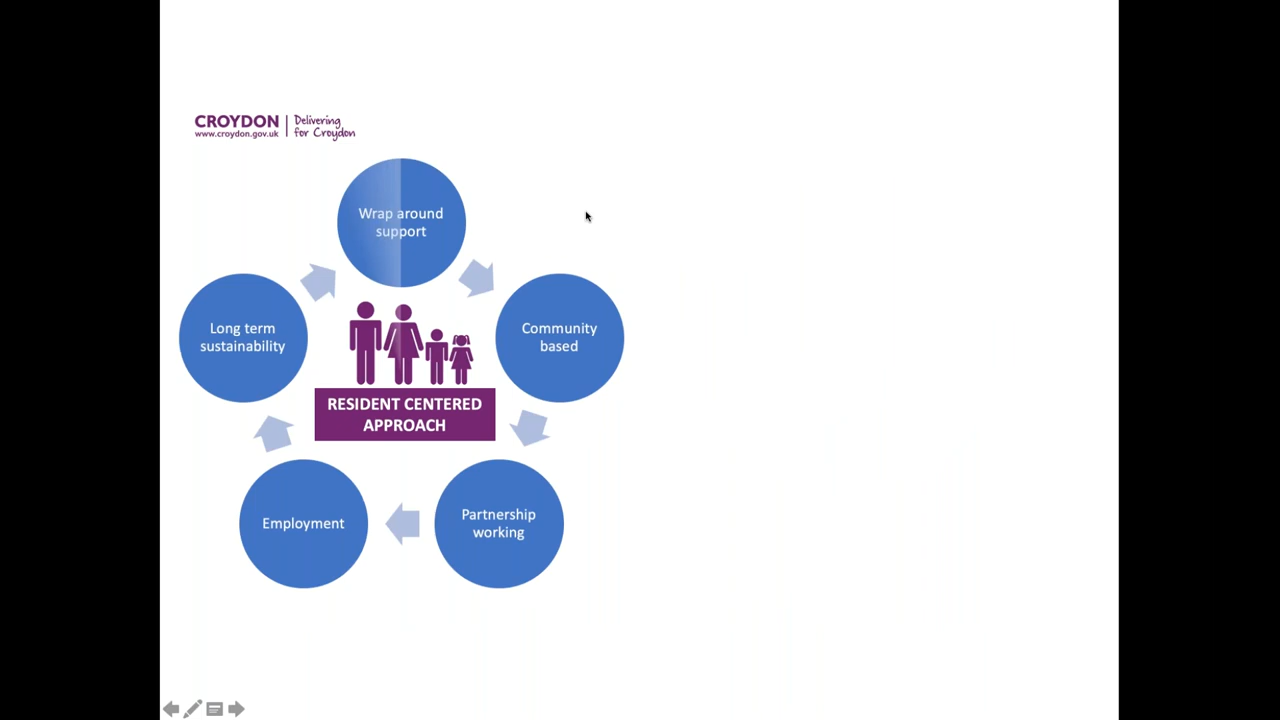 CROYDON
www.croydon.gov.uk
Delivering
for Croydon
Wrap around
support
Long term
sustainability
Community
based
RESIDENT CENTERED
APPROACH
Employment
Partnership
working